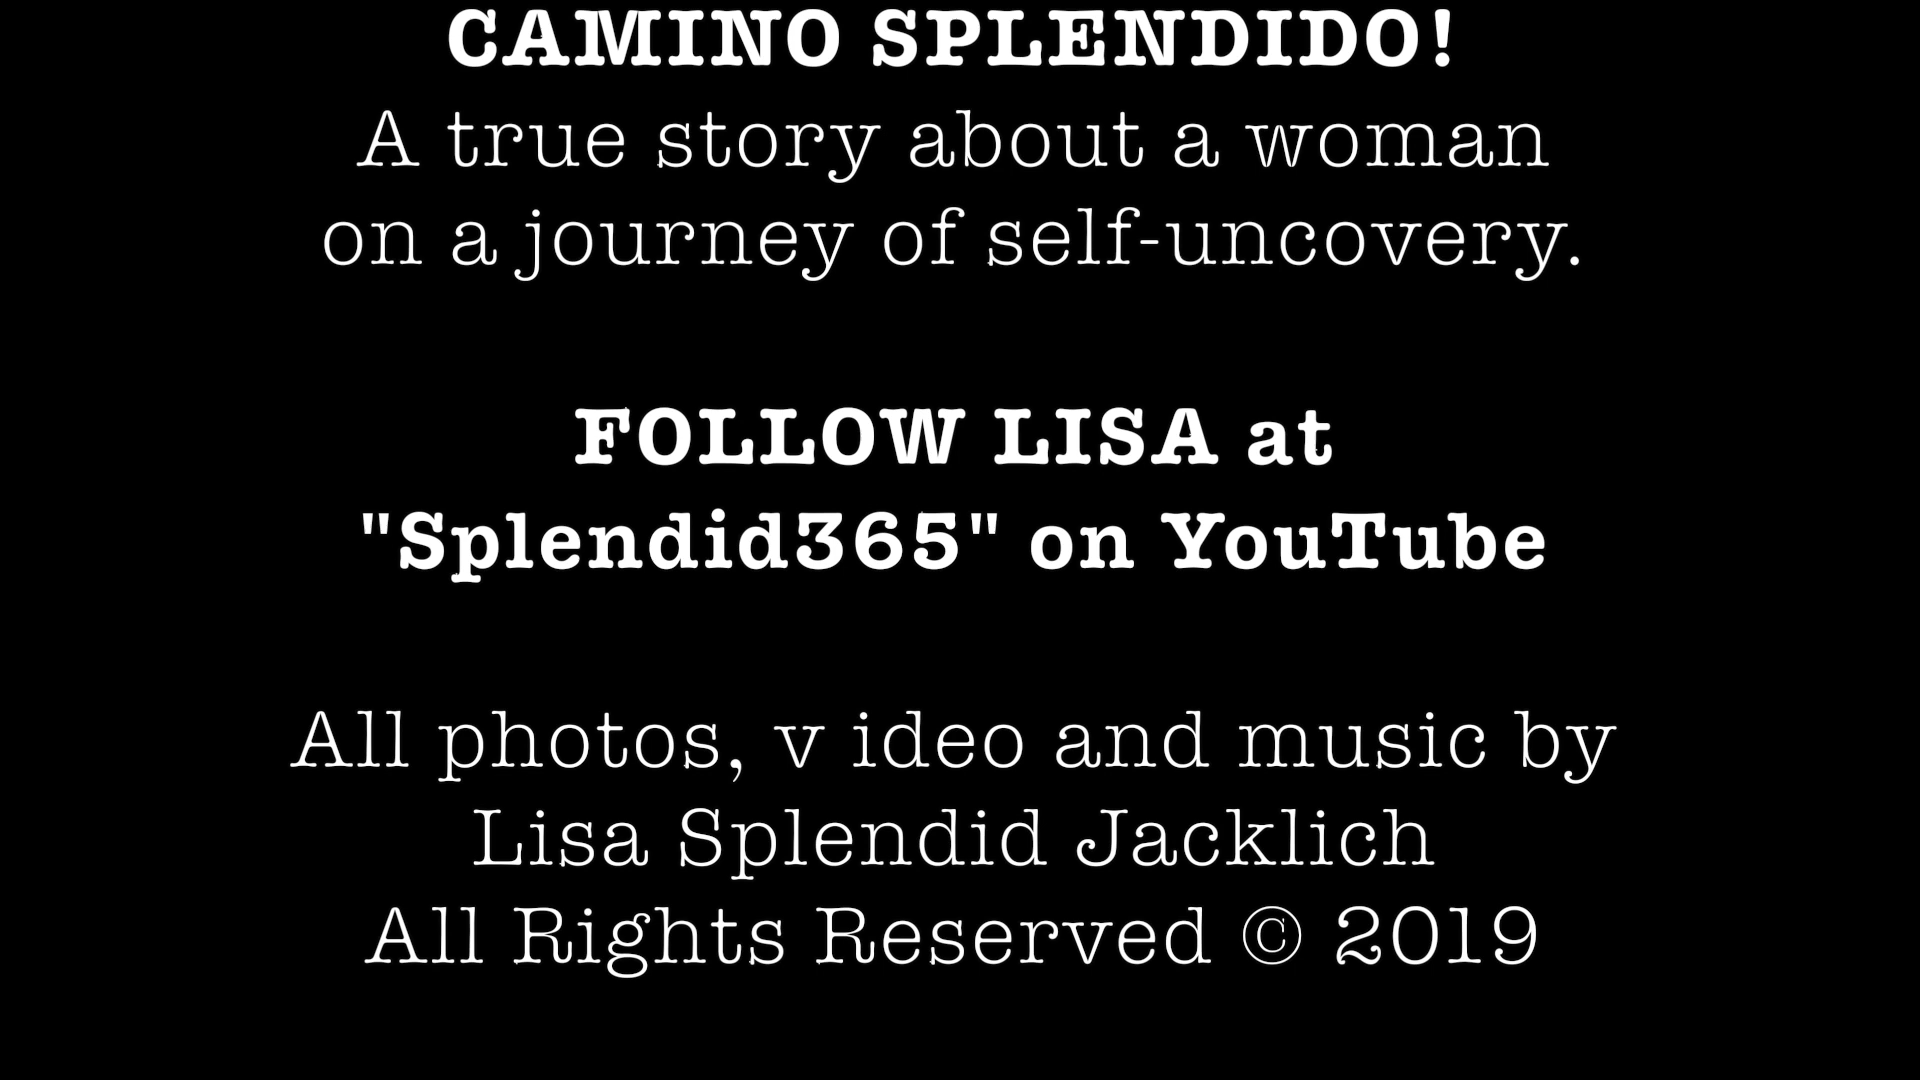 CAMINO SPLENDIDO!
A true story about a woman
on a journey of self-uncovery.
FOLLOW LISA at
"Splendid365" on YouTube
All photos, v ideo and music by
Lisa Splendid Jacklich
All Rights Reserved © 2019